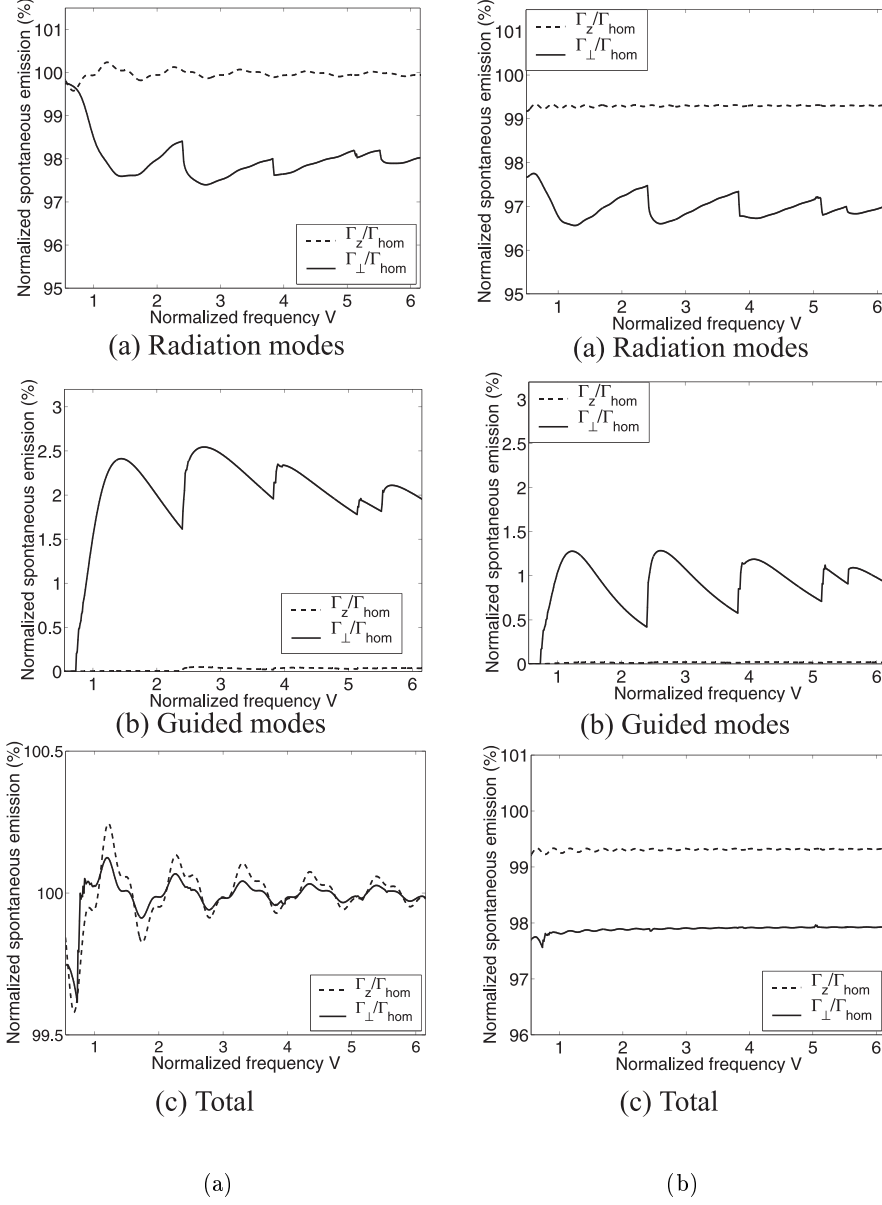 Normalized spontaneous emission (%)
101
100
99
98
97
96
95
1 2 3 4 5 6
Γz/Γhom
Γ⊥/Γhom
Normalized frequency V
(a) Radiation modes
Normalized spontaneous emission (%)
3
2.5
2
1.5
1
0.5
0
1 2 3 4 5 6
Γz/Γhom
Γ⊥/Γhom
Normalized frequency V
(b) Guided modes
Normalized spontaneous emission (%)
100.5
100
99.5
1 2 3 4 5 6
Γz/Γhom
Γ⊥/Γhom
Normalized frequency V
(c) Total
(a)
Normalized spontaneous emission (%)
101
100
99
98
97
96
95
1 2 3 4 5 6
Γz/Γhom
Γ⊥/Γhom
Normalized frequency V
(a) Radiation modes
Normalized spontaneous emission (%)
3
2.5
2
1.5
1
0.5
0
1 2 3 4 5 6
Γz/Γhom
Γ⊥/Γhom
Normalized frequency V
(b) Guided modes
Normalized spontaneous emission (%)
101
100
99
98
97
96
1 2 3 4 5 6
Γz/Γhom
Γ⊥/Γhom
Normalized frequency V
(c) Total
(b)